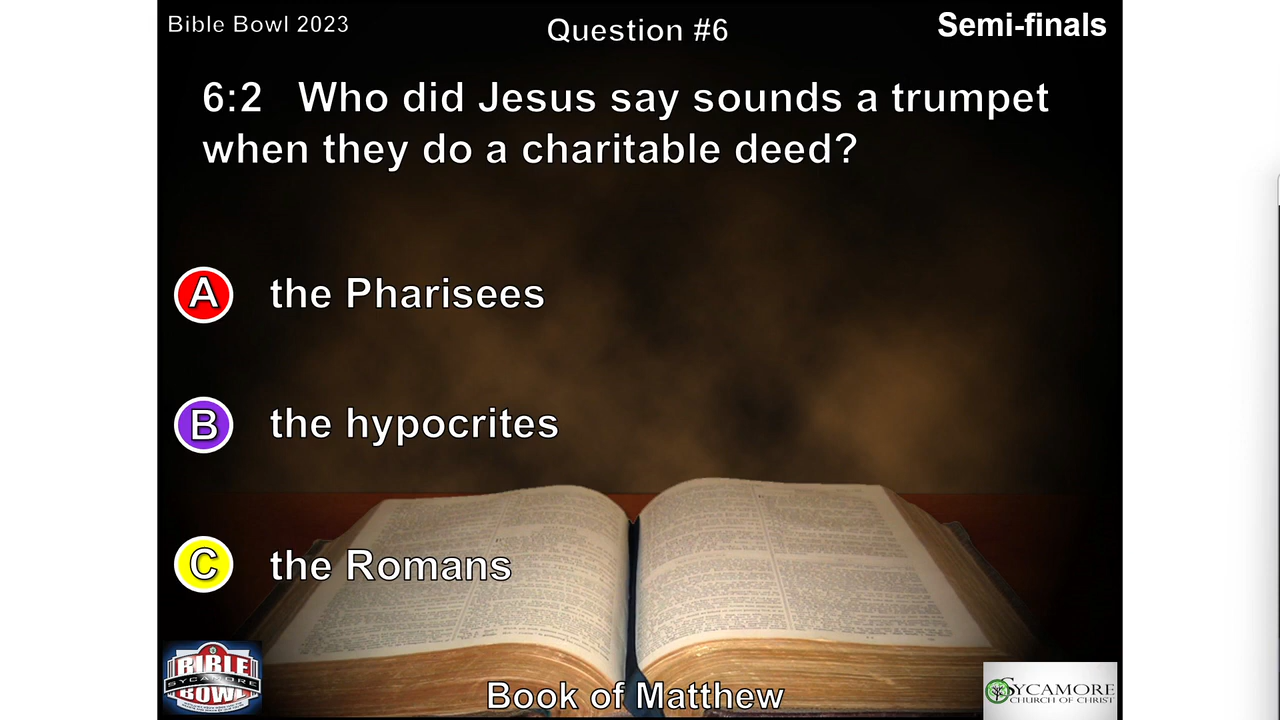 Bible Bowl 2023
Question #6
Semi-finals
6:2 Who did Jesus say sounds a trumpet
when they do a charitable deed?
A the Pharisees
B the hypocrites
C the Romans
BIBLE
SYCAMORE
BOWL
Book of Matthew
SYCAMORE
CHURCH OF CHRIST